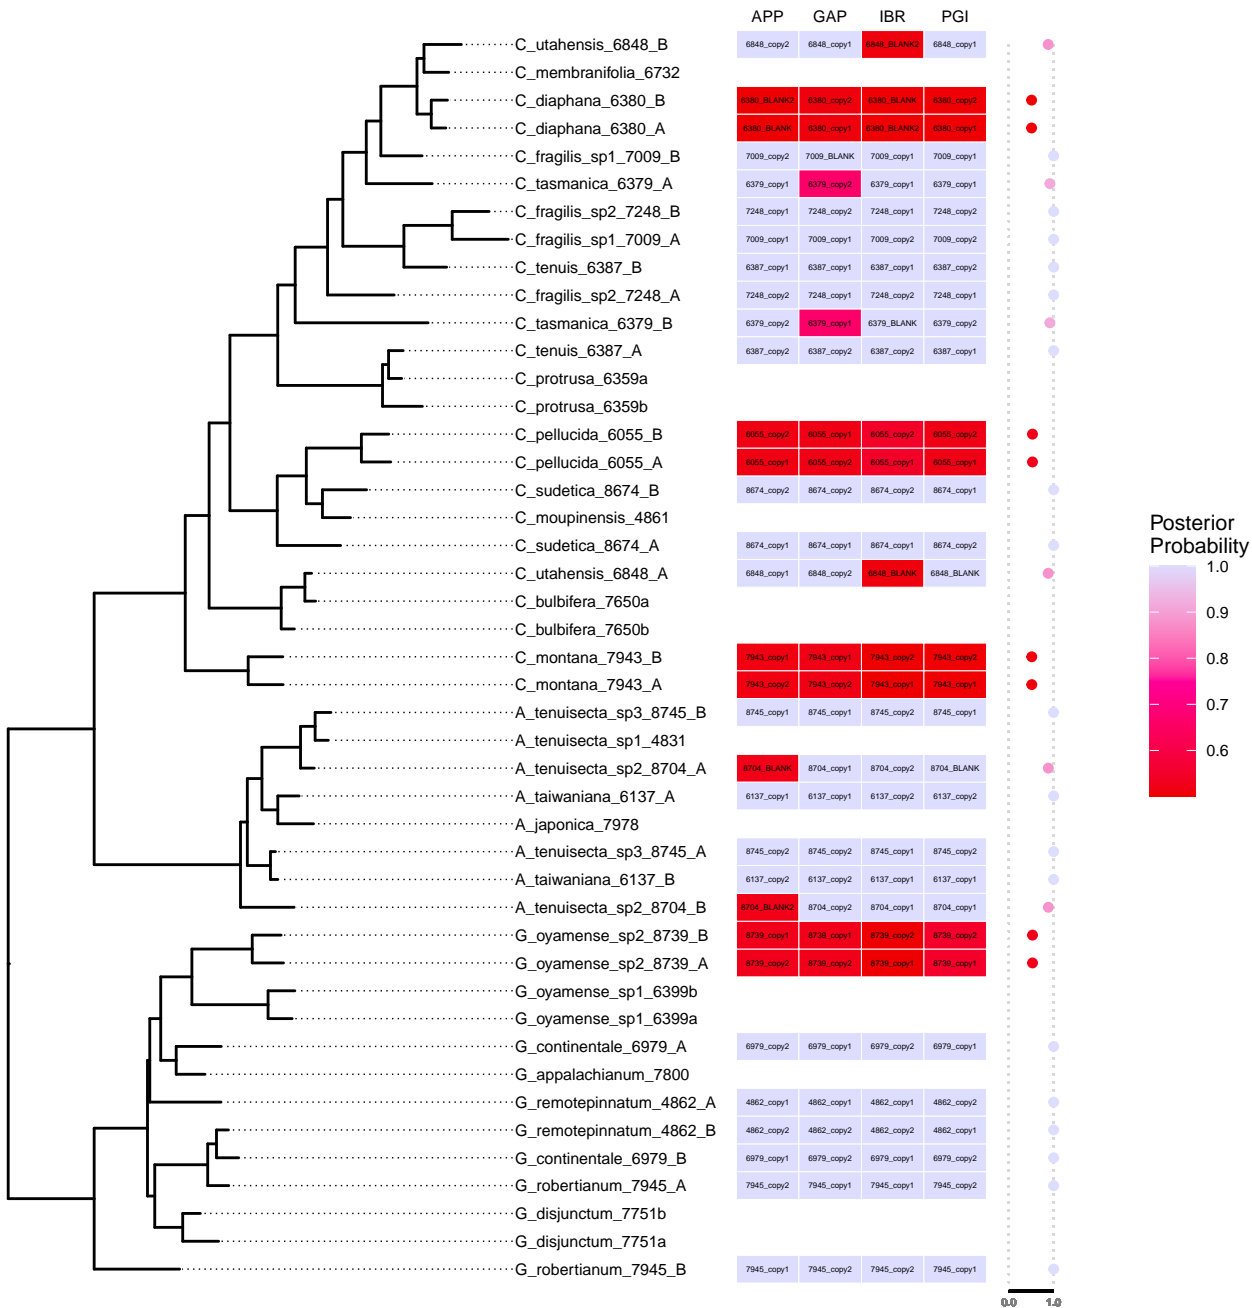 APP GAP IBR PGI
C_utahensis_6848_B 6848_copy2 6848_copy1 6848_BLANK2 6848_copy1
C_membranifolia_6732
C_diaphana_6380_B 6380_BLANK2 6380_copy2 6380_BLANK 6380_copy2
C_diaphana_6380_A 6380_BLANK 6380_copy1 6380_BLANK2 6380_copy1
C_fragilis_sp1_7009_B 7009_copy2 7009_BLANK 7009_copy1 7009_copy1
C_tasmanica_6379_A 6379_copy1 6379_copy2 6379_copy1 6379_copy1
C_fragilis_sp2_7248_B 7248_copy1 7248_copy2 7248_copy1 7248_copy2
C_fragilis_sp1_7009_A 7009_copy1 7009_copy1 7009_copy2 7009_copy2
C_tenuis_6387_B 6387_copy1 6387_copy1 6387_copy1 6387_copy2
C_fragilis_sp2_7248_A 7248_copy2 7248_copy1 7248_copy2 7248_copy1
C_tasmanica_6379_B 6379_copy2 6379_copy1 6379_BLANK 6379_copy2
C_tenuis_6387_A 6387_copy2 6387_copy2 6387_copy2 6387_copy1
C_protrusa_6359a
C_protrusa_6359b
C_pellucida_6055_B 6055_copy2 6055_copy1 6055_copy2 6055_copy2
C_pellucida_6055_A 6055_copy1 6055_copy2 6055_copy1 6055_copy1
C_sudetica_8674_B 8674_copy2 8674_copy2 8674_copy2 8674_copy1
C_moupinensis_4861
C_sudetica_8674_A 8674_copy1 8674_copy1 8674_copy1 8674_copy2
C_utahensis_6848_A 6848_copy1 6848_copy2 6848_BLANK 6848_BLANK
C_bulbifera_7650a
C_bulbifera_7650b
C_montana_7943_B 7943_copy1 7943_copy1 7943_copy2 7943_copy2
C_montana_7943_A 7943_copy2 7943_copy2 7943_copy1 7943_copy1
A_tenuisecta_sp3_8745_B 8745_copy1 8745_copy1 8745_copy2 8745_copy1
A_tenuisecta_sp1_4831
A_tenuisecta_sp2_8704_A 8704_BLANK 8704_copy1 8704_copy2 8704_BLANK
A_taiwaniana_6137_A 6137_copy1 6137_copy1 6137_copy2 6137_copy2
A_japonica_7978
A_tenuisecta_sp3_8745_A 8745_copy2 8745_copy2 8745_copy1 8745_copy2
A_taiwaniana_6137_B 6137_copy2 6137_copy2 6137_copy1 6137_copy1
A_tenuisecta_sp2_8704_B 8704_BLANK2 8704_copy2 8704_copy1 8704_copy1
G_oyamense_sp2_8739_B 8739_copy1 8739_copy1 8739_copy2 8739_copy2
G_oyamense_sp2_8739_A 8739_copy2 8739_copy2 8739_copy1 8739_copy1
G_oyamense_sp1_6399b
G_oyamense_sp1_6399a
G_continentale_6979_A 6979_copy2 6979_copy1 6979_copy2 6979_copy1
G_appalachianum_7800
G_remotepinnatum_4862_A 4862_copy1 4862_copy1 4862_copy1 4862_copy2
G_remotepinnatum_4862_B 4862_copy2 4862_copy2 4862_copy2 4862_copy1
G_continentale_6979_B 6979_copy1 6979_copy2 6979_copy1 6979_copy2
G_robertianum_7945_A 7945_copy2 7945_copy1 7945_copy1 7945_copy2
G_disjunctum_7751b
G_disjunctum_7751a
G_robertianum_7945_B 7945_copy1 7945_copy2 7945_copy2 7945_copy1
0.0 1.0
Posterior
Probability
1.0
0.9
0.8
0.7
0.6